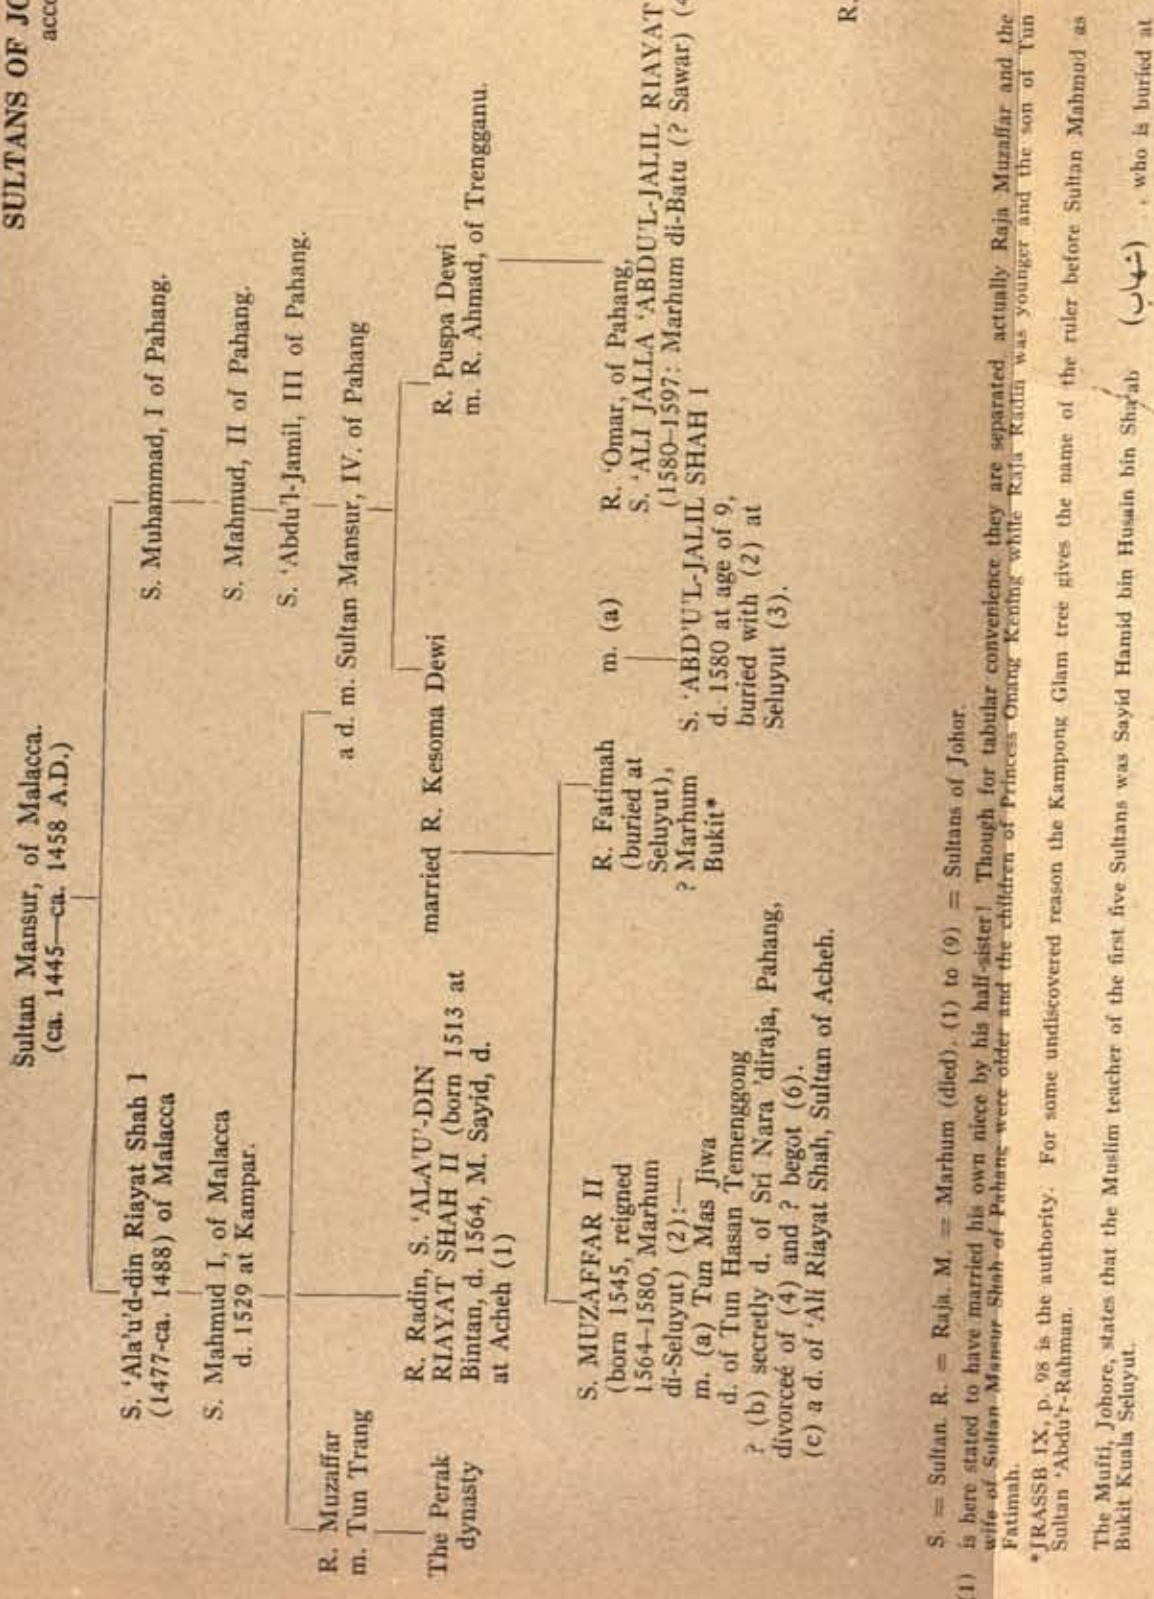 SULTANS OF
Sultan Mansur, of Malacca.
(ca. 1445—ca. 1458 A.D.)
S. 'Ala'u'd-din Riayat Shah 1
(1477-ca. 1488) of Malacca
S. Mahmud I, of Malacca
d. 1529 at Kampar.
S. Muhammad, I of Pahang.
S. Mahmud, II of Pahang.
S. 'Abdu'l-Jamil, III of Pahang.
a d. m. Sultan Mansur, IV. of Pahang
R. Muzaffar
m. Tun Trang
The Perak
dynasty
R. Radin, S. 'ALA'U'-DIN
RIAYAT SHAH II (born 1513 at
Bintan, d. 1564, M. Sayid, d.
at Acheh (1)
married R. Kesoma Dewi
R. Puspa Dewi
m. R. Ahmad, of Trengganu.
S. MUZAFFAR II
(born 1545, reigned
1564–1580, Marhum
di-Seluyut) (2):—
m. (a) Tun Mas Jiwa
d. of Tun Hasan Temenggong
? (b) secretly d. of Sri Nara 'diraja, Pahang,
divorceé of (4) and ? begot (6).
(c) a d. of 'Ali Riayat Shah, Sultan of Acheh.
R. Fatimah
(buried at
Seluyut),
? Marhum
Bukit*
m. (a)
R. 'Omar, of Pahang,
S. 'ALI JALLA 'ABDU'L-JALIL RIAYAT
(1580–1597: Marhum di-Batu (? Sawar) (4
S. 'ABD'U'L-JALIL SHAH I
d. 1580 at age of 9,
buried with (2) at
Seluyut (3).
R.
S. = Sultan. R. = Raja. M. = Marhum (died). (1) to (9) = Sultans of Johor.
(1) is here stated to have married his own niece by his half-sister! Though for tabular convenience they are separated, actually Raja Muzaffar and the
wife of Sultan Mansur Shah of Pahang were older and the children of Princess Onang Kening while Raja Radin was younger and the son of Tun
Fatimah.
*JRASSB IX, p. 98 is the authority. For some undiscovered reason the Kampong Glam tree gives the name of the ruler before Sultan Mahmud as
Sultan 'Abdu'r-Rahman.
The Mufti, Johore, states that the Muslim teacher of the first five Sultans was Sayid Hamid bin Husain bin Sha'ab (شهاب) . , who is buried at
Bukit Kuala Seluyut.